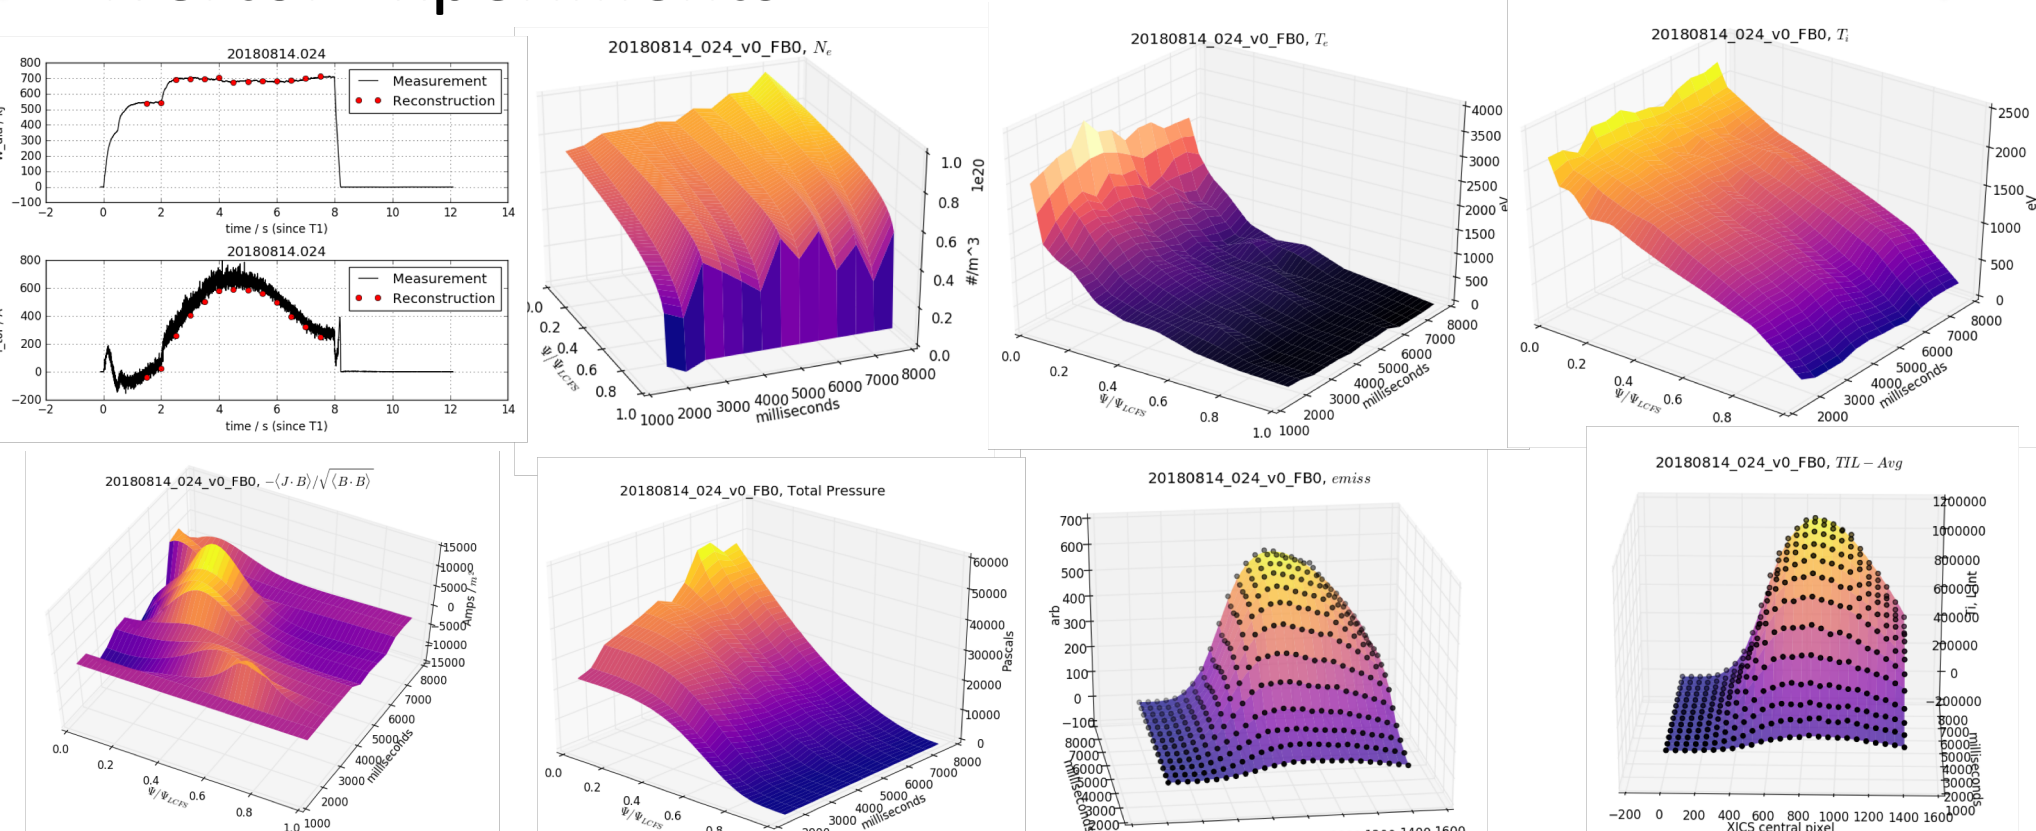 20180814.024
800
700
600
500
400
300
200
100
0
−100
Measurement
Reconstruction
−2 0 2 4 6 8 10 12 14
time / s (since T1)
20180814.024
800
600
400
200
0
−200
Measurement
Reconstruction
−2 0 2 4 6 8 10 12 14
time / s (since T1)
20180814_024_v0_FB0, Nₑ
1e20
1.0
0.8
0.6
0.4
0.2
0.0
#/m^3
0.0 0.2 0.4 0.6 0.8 1.0
Ψ/Ψ_LCFS
1000 2000 3000 4000 5000 6000 7000 8000
milliseconds
20180814_024_v0_FB0, Tₑ
4000
3500
3000
2500
2000
1500
1000
500
0
eV
0.0 0.2 0.4 0.6 0.8 1.0
Ψ/Ψ_LCFS
1000 2000 3000 4000 5000 6000 7000 8000
milliseconds
20180814_024_v0_FB0, Tᵢ
2500
2000
1500
1000
500
0
eV
0.0 0.2 0.4 0.6 0.8
Ψ/Ψ_LCFS
2000 3000 4000 5000 6000 7000 8000
milliseconds
20180814_024_v0_FB0, −⟨J·B⟩/√⟨B·B⟩
15000
10000
5000
0
−5000
−10000
−15000
Amps/m²
0.0 0.2 0.4 0.6 0.8 1.0
Ψ/Ψ_LCFS
1000 2000 3000 4000 5000 6000 7000 8000
milliseconds
20180814_024_v0_FB0, Total Pressure
60000
50000
40000
30000
20000
10000
0
Pascals
0.0 0.2 0.4 0.6 0.8
Ψ/Ψ_LCFS
3000 4000 5000 6000 7000 8000
milliseconds
20180814_024_v0_FB0, emiss
700
600
500
400
300
200
100
0
−100
arb
8000
7000
6000
5000
4000
3000
2000
milliseconds
1400 1600
20180814_024_v0_FB0, TIL − Avg
1200000
1000000
800000
600000
400000
200000
0
−200000
8000
7000
6000
5000
4000
3000
2000
1000
milliseconds
−200 0 200 400 600 800 1000 1200 1400 1600
XICS central pixel